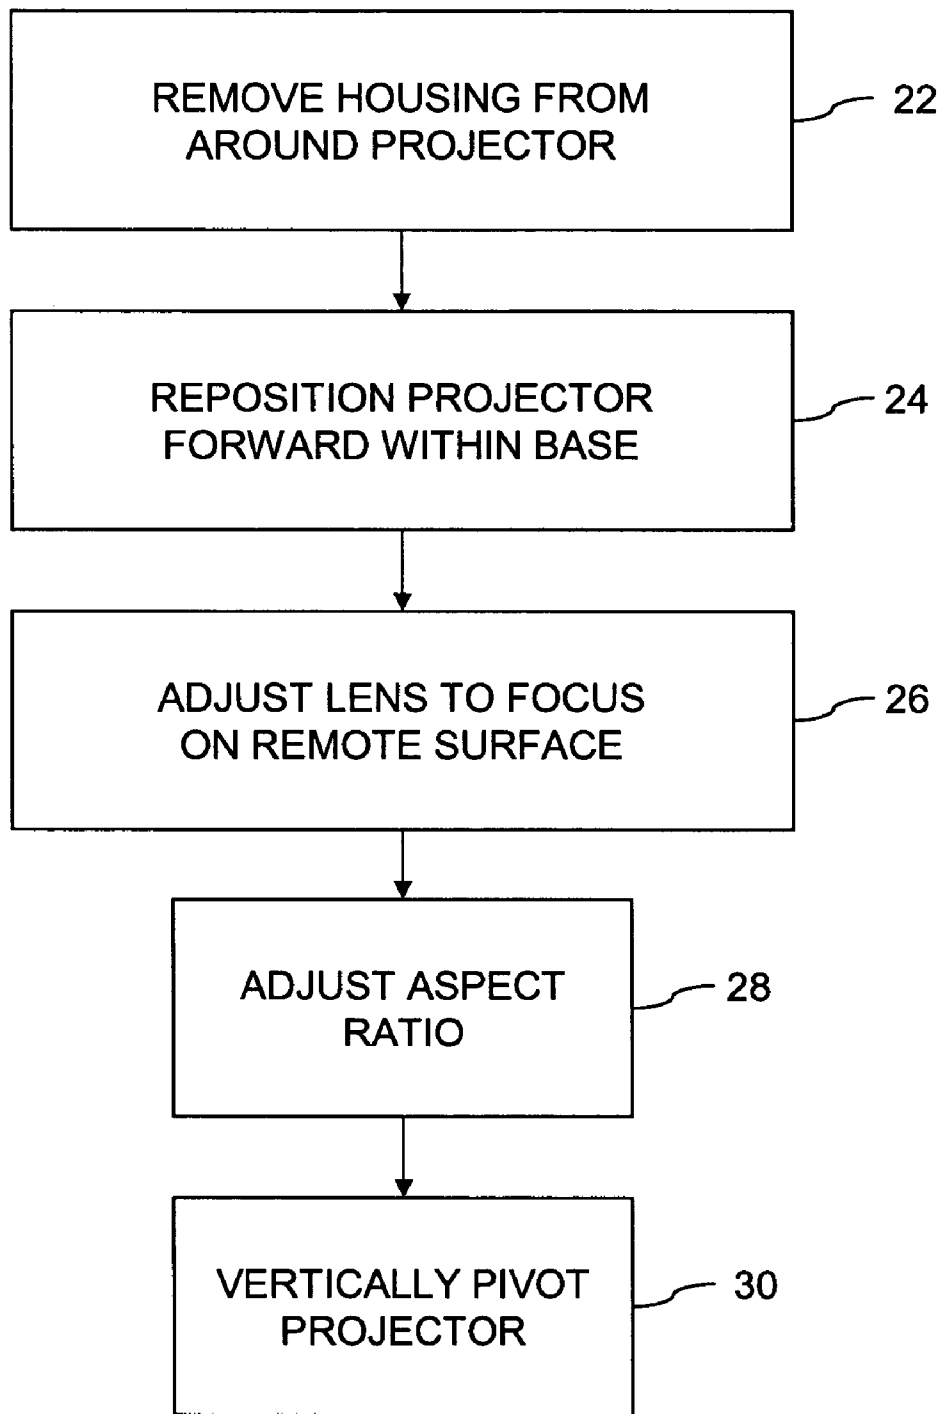 REMOVE HOUSING FROM
AROUND PROJECTOR
22
REPOSITION PROJECTOR
FORWARD WITHIN BASE
24
ADJUST LENS TO FOCUS
ON REMOTE SURFACE
26
ADJUST ASPECT
RATIO
28
VERTICALLY PIVOT
PROJECTOR
30